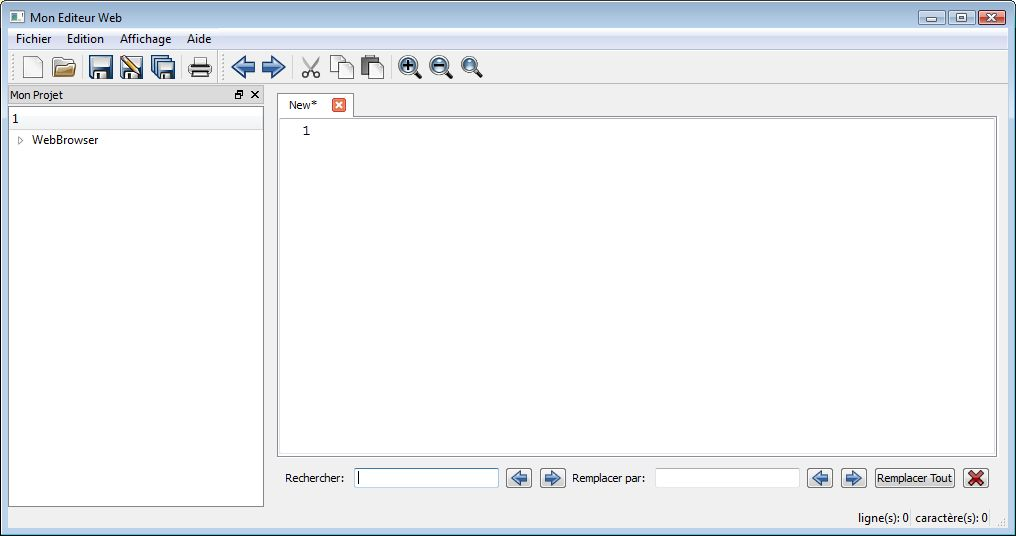 Mon Editeur Web
Fichier Edition Affichage Aide
Mon Projet
1
WebBrowser
New*
1
Rechercher: Remplacer par: Remplacer Tout
ligne(s): 0 caractère(s): 0